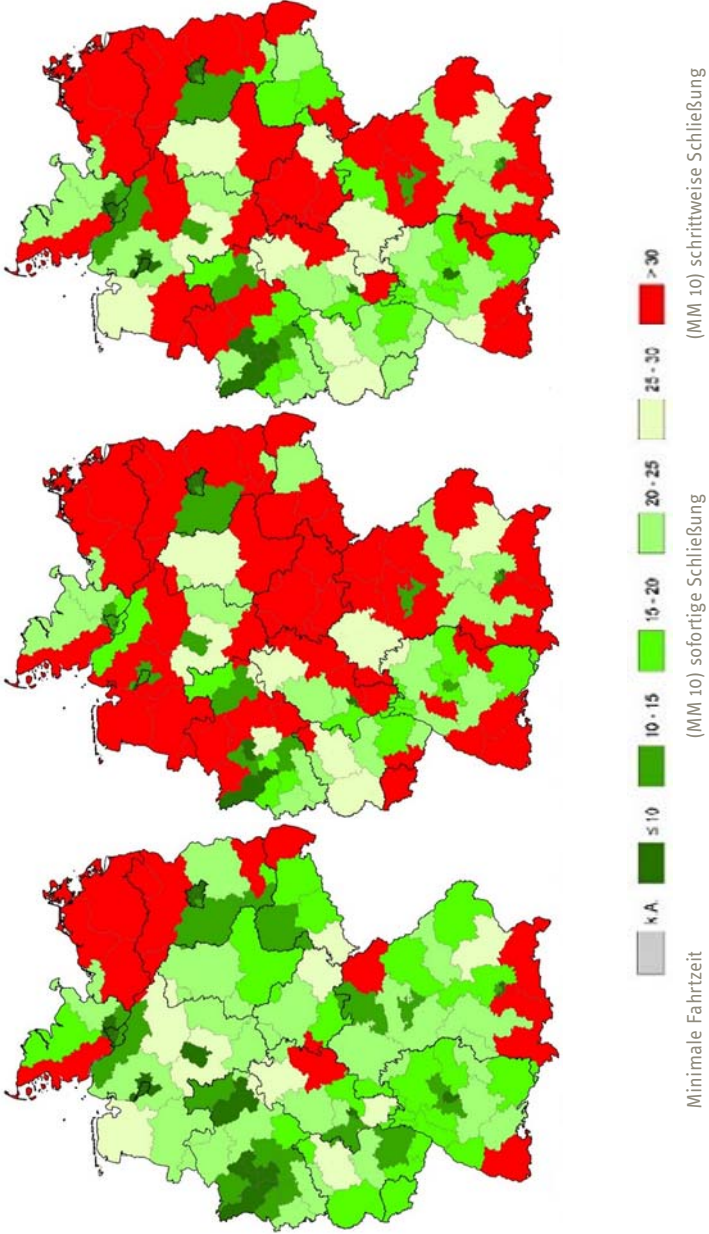 Minimale Fahrtzeit
(MM 10) sofortige Schließung
(MM 10) schrittweise Schließung
k.A.
≤ 10
10 - 15
15 - 20
20 - 25
25 - 30
> 30